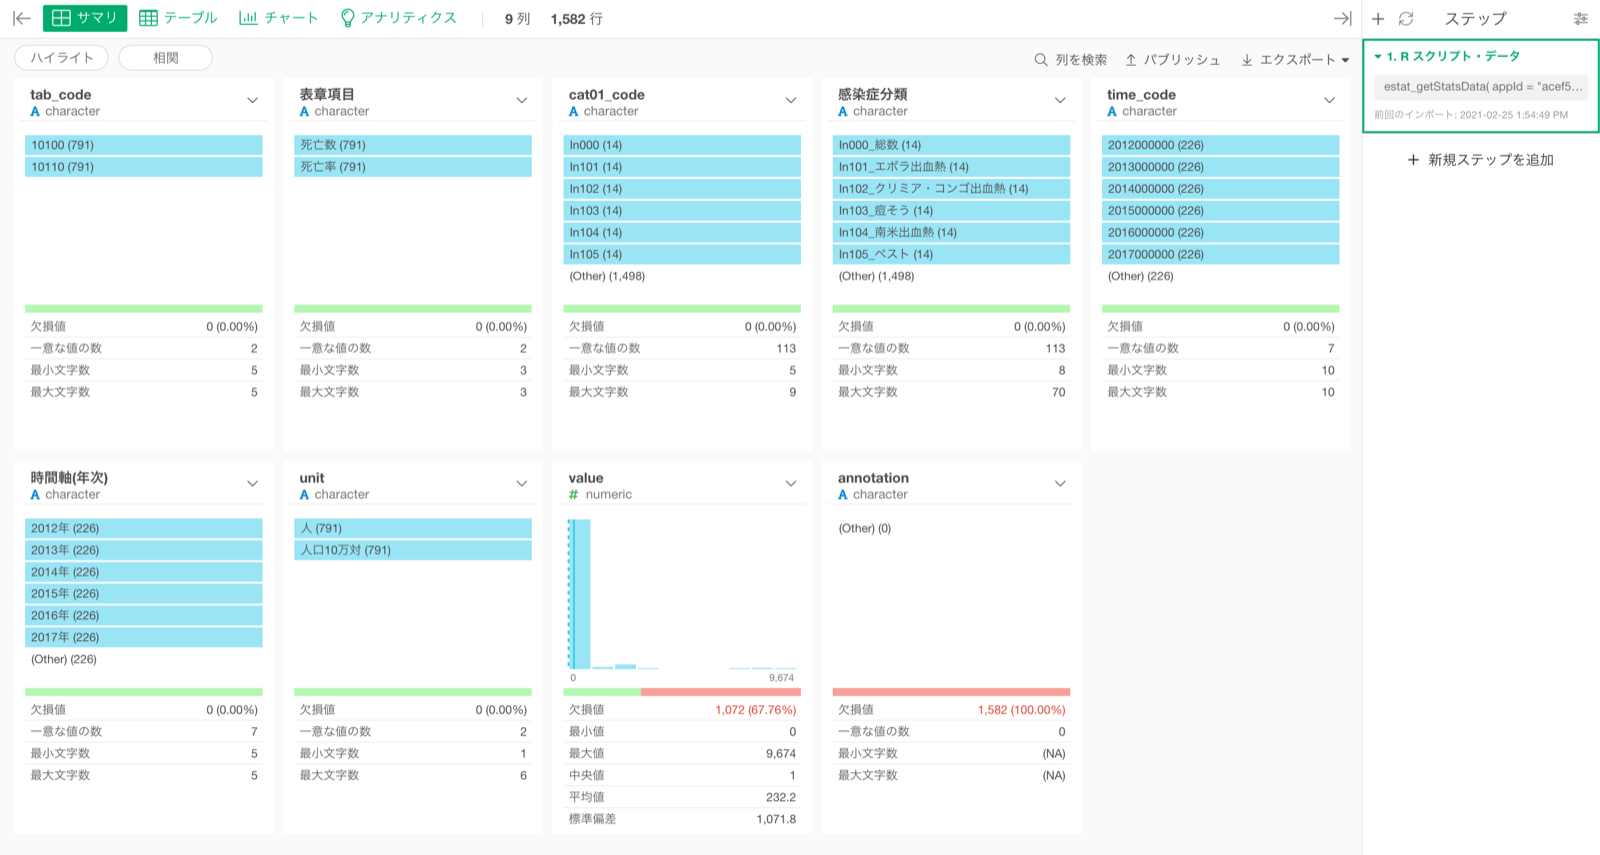 サマリ テーブル チャート アナリティクス 9 列 1,582 行
ステップ
ハイライト 相関 列を検索 パブリッシュ エクスポート
tab_code
character
10100 (791)
10110 (791)
欠損値 0 (0.00%)
一意な値の数 2
最小文字数 5
最大文字数 5
表章項目
character
死亡数 (791)
死亡率 (791)
欠損値 0 (0.00%)
一意な値の数 2
最小文字数 3
最大文字数 3
cat01_code
character
In000 (14)
In101 (14)
In102 (14)
In103 (14)
In104 (14)
In105 (14)
(Other) (1,498)
欠損値 0 (0.00%)
一意な値の数 113
最小文字数 5
最大文字数 9
感染症分類
character
In000_総数 (14)
In101_エボラ出血熱 (14)
In102_クリミア・コンゴ出血熱 (14)
In103_痘そう (14)
In104_南米出血熱 (14)
In105_ペスト (14)
(Other) (1,498)
欠損値 0 (0.00%)
一意な値の数 113
最小文字数 8
最大文字数 70
time_code
character
2012000000 (226)
2013000000 (226)
2014000000 (226)
2015000000 (226)
2016000000 (226)
2017000000 (226)
(Other) (226)
欠損値 0 (0.00%)
一意な値の数 7
最小文字数 10
最大文字数 10
時間軸(年次)
character
2012年 (226)
2013年 (226)
2014年 (226)
2015年 (226)
2016年 (226)
2017年 (226)
(Other) (226)
欠損値 0 (0.00%)
一意な値の数 7
最小文字数 5
最大文字数 5
unit
character
人 (791)
人口10万対 (791)
欠損値 0 (0.00%)
一意な値の数 2
最小文字数 1
最大文字数 6
value
# numeric
0 9,674
欠損値 1,072 (67.76%)
最小値 0
最大値 9,674
中央値 1
平均値 232.2
標準偏差 1,071.8
annotation
character
(Other) (0)
欠損値 1,582 (100.00%)
一意な値の数 0
最小文字数 (NA)
最大文字数 (NA)
1. R スクリプト・データ
estat_getStatsData( appId = "acef5...
前回のインポート: 2021-02-25 1:54:49 PM
+ 新規ステップを追加